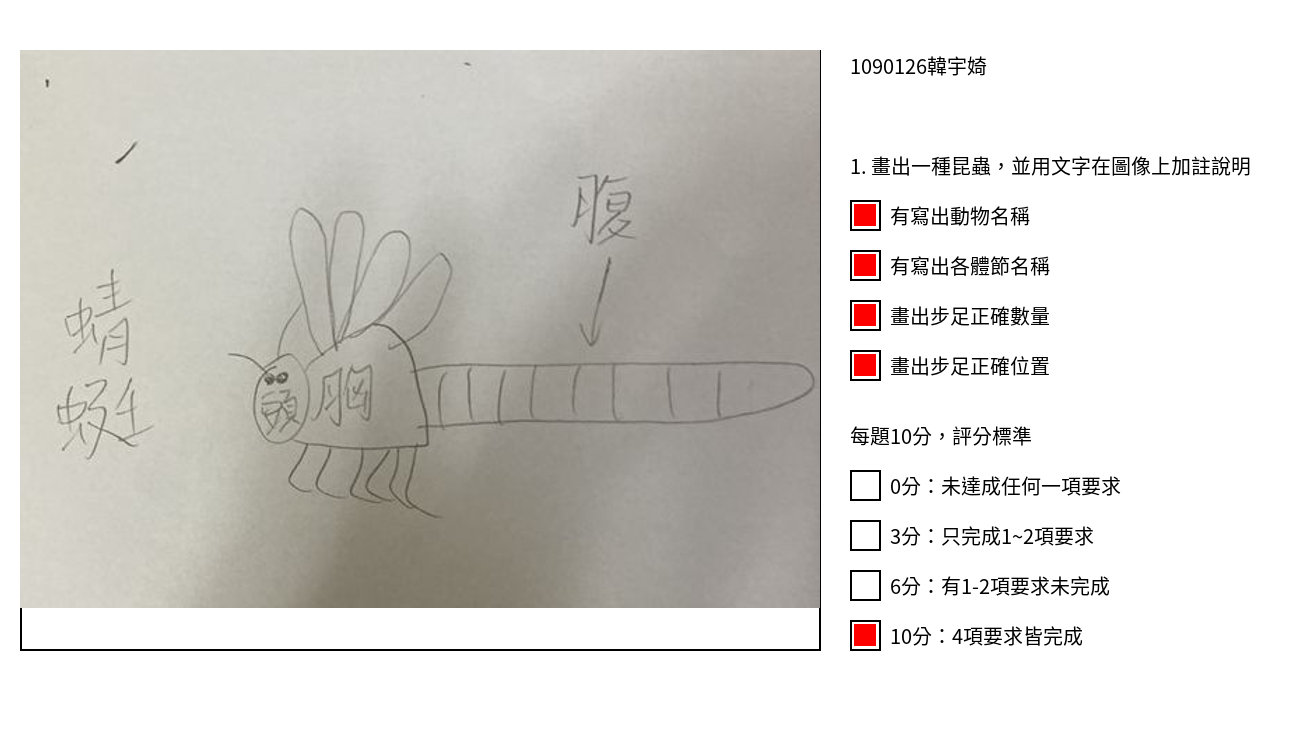 1090126韓宇婍
1. 畫出一種昆蟲，並用文字在圖像上加註說明
有寫出動物名稱
有寫出各體節名稱
畫出步足正確數量
畫出步足正確位置
每題10分，評分標準
0分：未達成任何一項要求
3分：只完成1~2項要求
6分：有1-2項要求未完成
10分：4項要求皆完成
蜻
蜓
頭
胸
腹